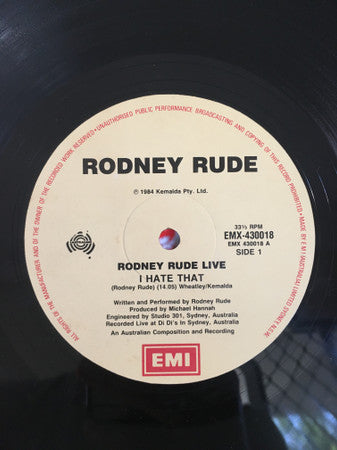 UNAUTHORISED PUBLIC PERFORMANCE BROADCASTING AND COPYING OF THIS RECORD PROHIBITED • MADE BY E M I (AUSTRALIA) LIMITED SYDNEY N.S.W. ALL RIGHTS OF THE MANUFACTURER AND OF THE OWNER OF THE RECORDED WORK RESERVED •
RODNEY RUDE
℗ 1984 Kemalda Pty. Ltd.
33⅓ RPM
EMX-430018
EMX 430018 A
SIDE 1
RODNEY RUDE LIVE
I HATE THAT
(Rodney Rude) (14:05) Wheatley/Kemalda
Written and Performed by Rodney Rude
Produced by Michael Hannah
Engineered by Studio 301, Sydney, Australia
Recorded Live at Di Di's in Sydney, Australia
An Australian Composition and Recording
EMI